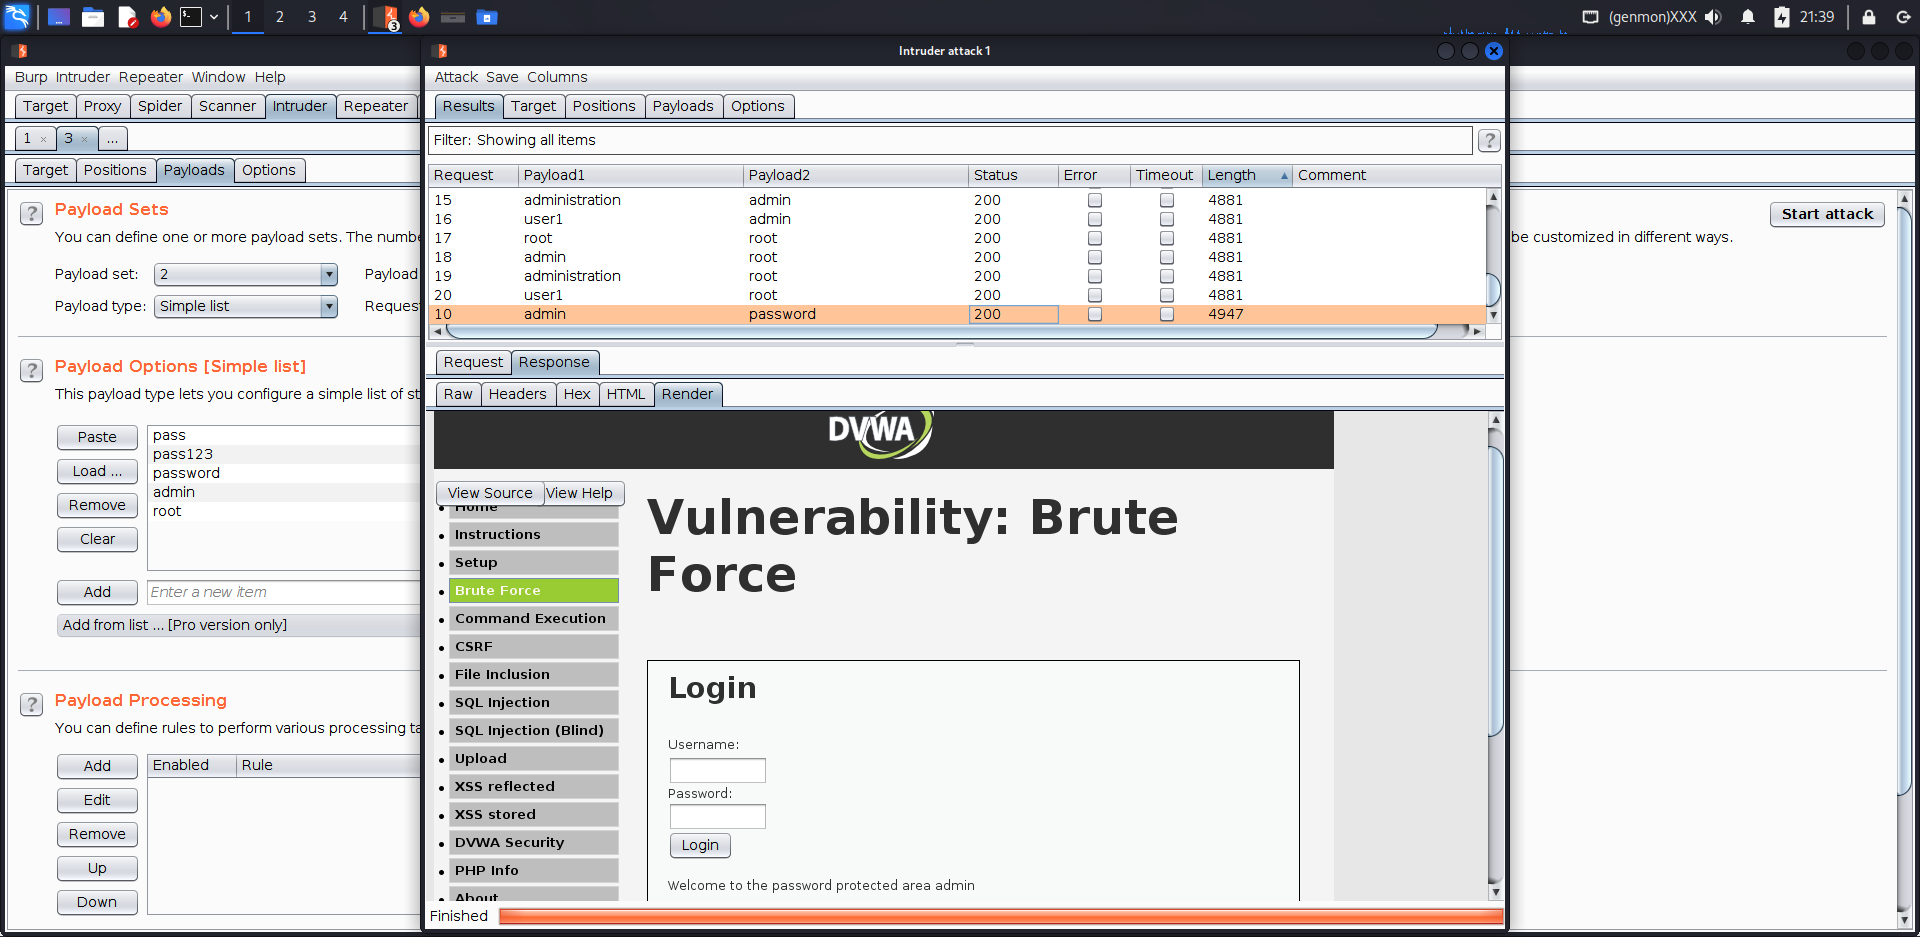 1 2 3 4 3 (genmon)XXX 21:39
Intruder attack 1
Burp Intruder Repeater Window Help
Target Proxy Spider Scanner Intruder Repeater
1 × 3 × ...
Target Positions Payloads Options
? Payload Sets
You can define one or more payload sets. The numbe
be customized in different ways.
Start attack
Payload set: 2 Payload
Payload type: Simple list Reques
? Payload Options [Simple list]
This payload type lets you configure a simple list of st
Paste
Load ...
Remove
Clear
pass
pass123
password
admin
root
Add Enter a new item
Add from list ... [Pro version only]
? Payload Processing
You can define rules to perform various processing ta
Add
Edit
Remove
Up
Down
Enabled Rule
Attack Save Columns
Results Target Positions Payloads Options
Filter: Showing all items ?
Request Payload1 Payload2 Status Error Timeout Length Comment
15 administration admin 200 4881
16 user1 admin 200 4881
17 root root 200 4881
18 admin root 200 4881
19 administration root 200 4881
20 user1 root 200 4881
10 admin password 200 4947
Request Response
Raw Headers Hex HTML Render
DVWA
View Source View Help
Home
Instructions
Setup
Brute Force
Command Execution
CSRF
File Inclusion
SQL Injection
SQL Injection (Blind)
Upload
XSS reflected
XSS stored
DVWA Security
PHP Info
About
Vulnerability: Brute
Force
Login
Username:
Password:
Login
Welcome to the password protected area admin
Finished